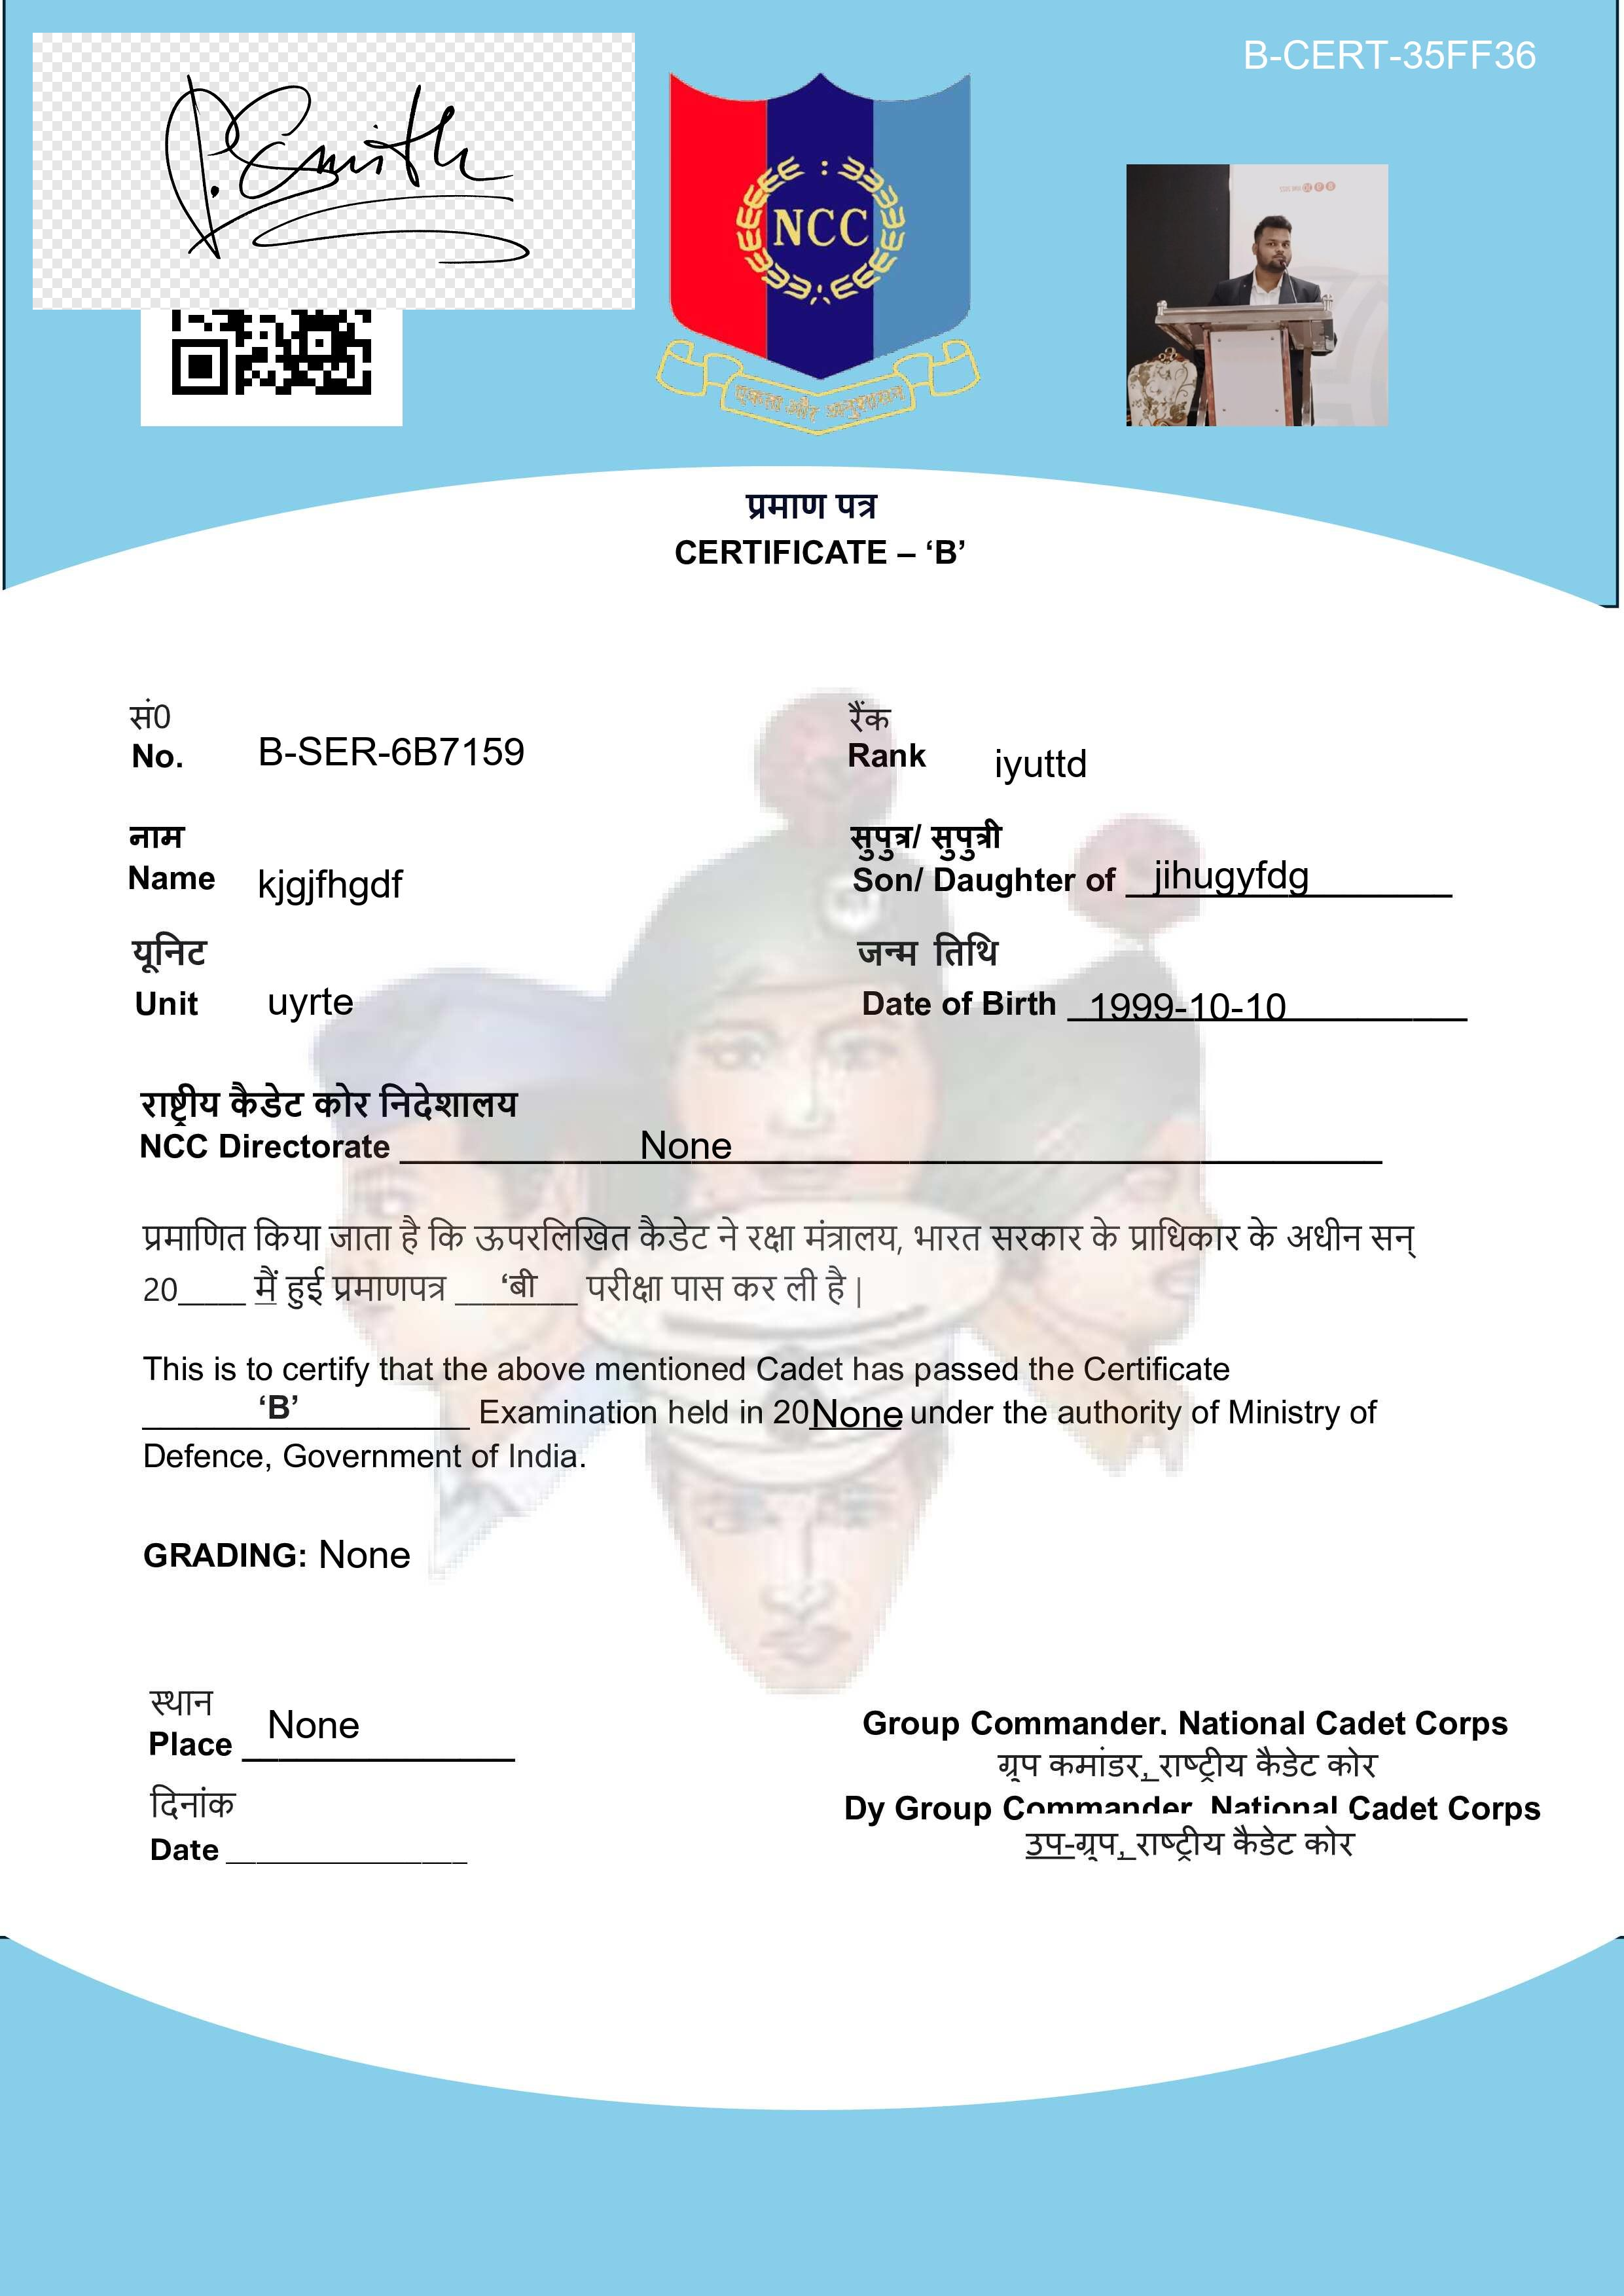 B-CERT-35FF36
P. Smith
NCC
एकता और अनुशासन
प्रमाण पत्र
CERTIFICATE – ‘B’
सं0
No. B-SER-6B7159
रैंक
Rank iyuttd
नाम
Name kjgjfhgdf
सुपुत्र/ सुपुत्री
Son/ Daughter of jihugyfdg
यूनिट
Unit uyrte
जन्म तिथि
Date of Birth 1999-10-10
राष्ट्रीय कैडेट कोर निदेशालय
NCC Directorate None
प्रमाणित किया जाता है कि ऊपरलिखित कैडेट ने रक्षा मंत्रालय, भारत सरकार के प्राधिकार के अधीन सन्
20____ मैं हुई प्रमाणपत्र ‘बी परीक्षा पास कर ली है |
This is to certify that the above mentioned Cadet has passed the Certificate
‘B’ Examination held in 20None under the authority of Ministry of
Defence, Government of India.
GRADING: None
स्थान
Place None
दिनांक
Date ______________
Group Commander, National Cadet Corps
ग्रुप कमांडर, राष्ट्रीय कैडेट कोर
Dy Group Commander, National Cadet Corps
उप-ग्रुप, राष्ट्रीय कैडेट कोर